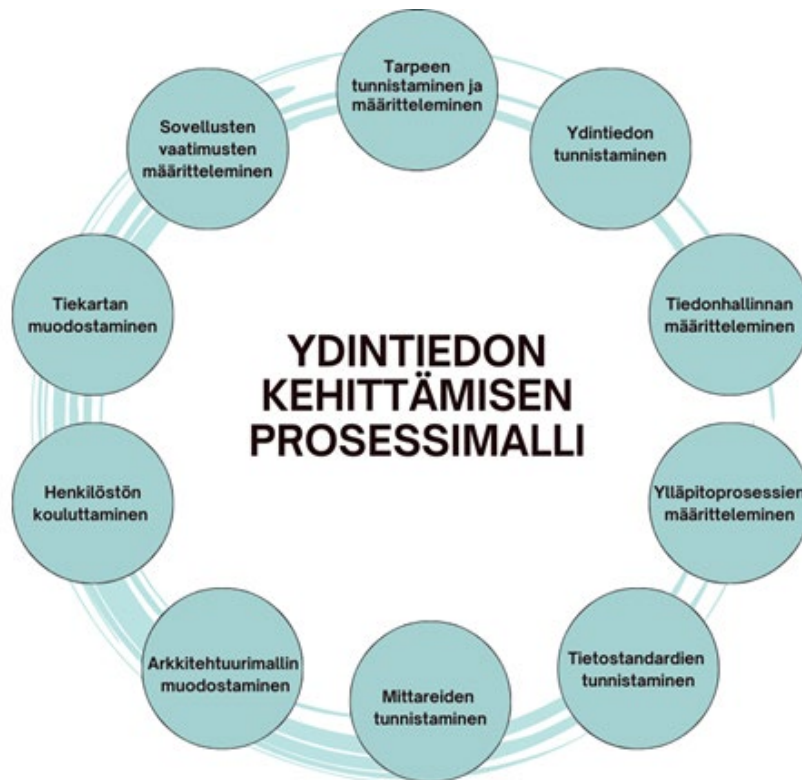 Tarpeen
tunnistaminen ja
määritteleminen
Ydintiedon
tunnistaminen
Tiedonhallinnan
määritteleminen
Ylläpitoprosessien
määritteleminen
Tietostandardien
tunnistaminen
Mittareiden
tunnistaminen
Arkkitehtuurimallin
muodostaminen
Henkilöstön
kouluttaminen
Tiekartan
muodostaminen
Sovellusten
vaatimusten
määritteleminen
YDINTIEDON
KEHITTÄMISEN
PROSESSIMALLI